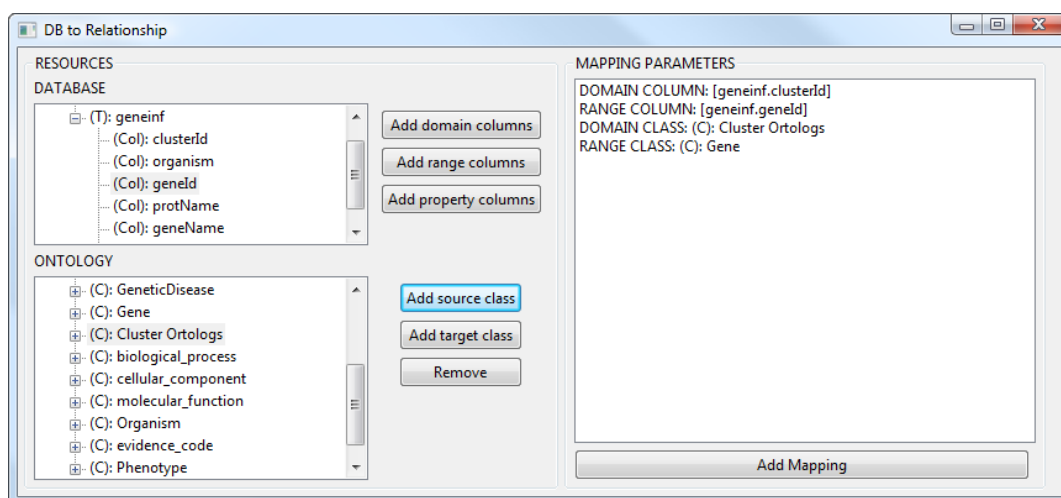 DB to Relationship
RESOURCES
DATABASE
(T): geneinf
(Col): clusterId
(Col): organism
(Col): geneId
(Col): protName
(Col): geneName
Add domain columns
Add range columns
Add property columns
ONTOLOGY
(C): GeneticDisease
(C): Gene
(C): Cluster Ortologs
(C): biological_process
(C): cellular_component
(C): molecular_function
(C): Organism
(C): evidence_code
(C): Phenotype
Add source class
Add target class
Remove
MAPPING PARAMETERS
DOMAIN COLUMN: [geneinf.clusterId]
RANGE COLUMN: [geneinf.geneId]
DOMAIN CLASS: (C): Cluster Ortologs
RANGE CLASS: (C): Gene
Add Mapping